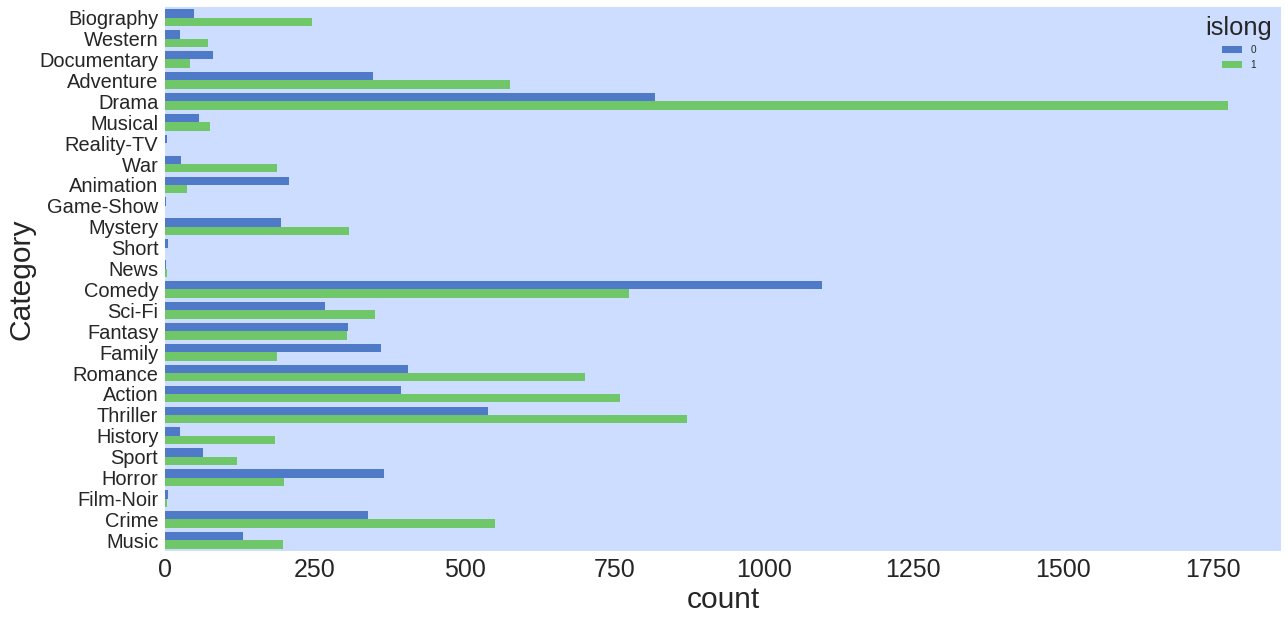 Biography
Western
Documentary
Adventure
Drama
Musical
Reality-TV
War
Animation
Game-Show
Mystery
Short
News
Comedy
Sci-Fi
Fantasy
Family
Romance
Action
Thriller
History
Sport
Horror
Film-Noir
Crime
Music
Category
0 250 500 750 1000 1250 1500 1750
count
islong
0
1